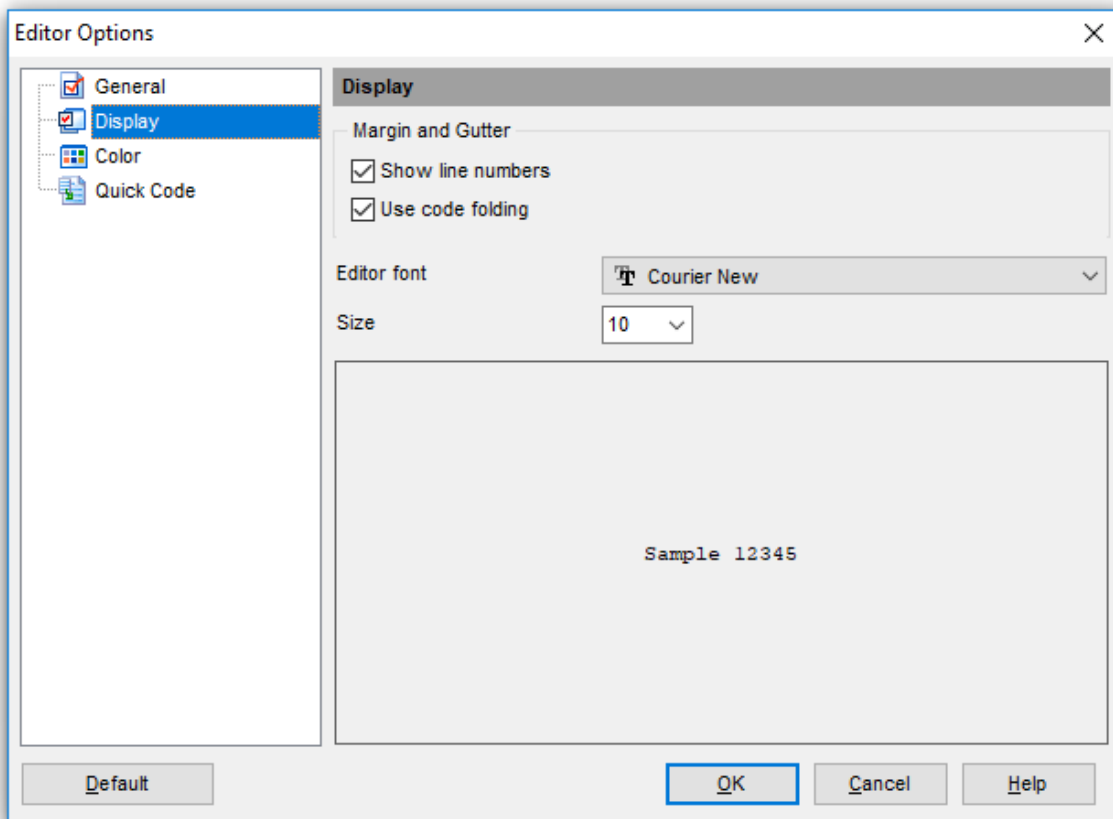 Editor Options
General
Display
Color
Quick Code
Display
Margin and Gutter
Show line numbers
Use code folding
Editor font
Courier New
Size
10
Sample 12345
Default
OK
Cancel
Help